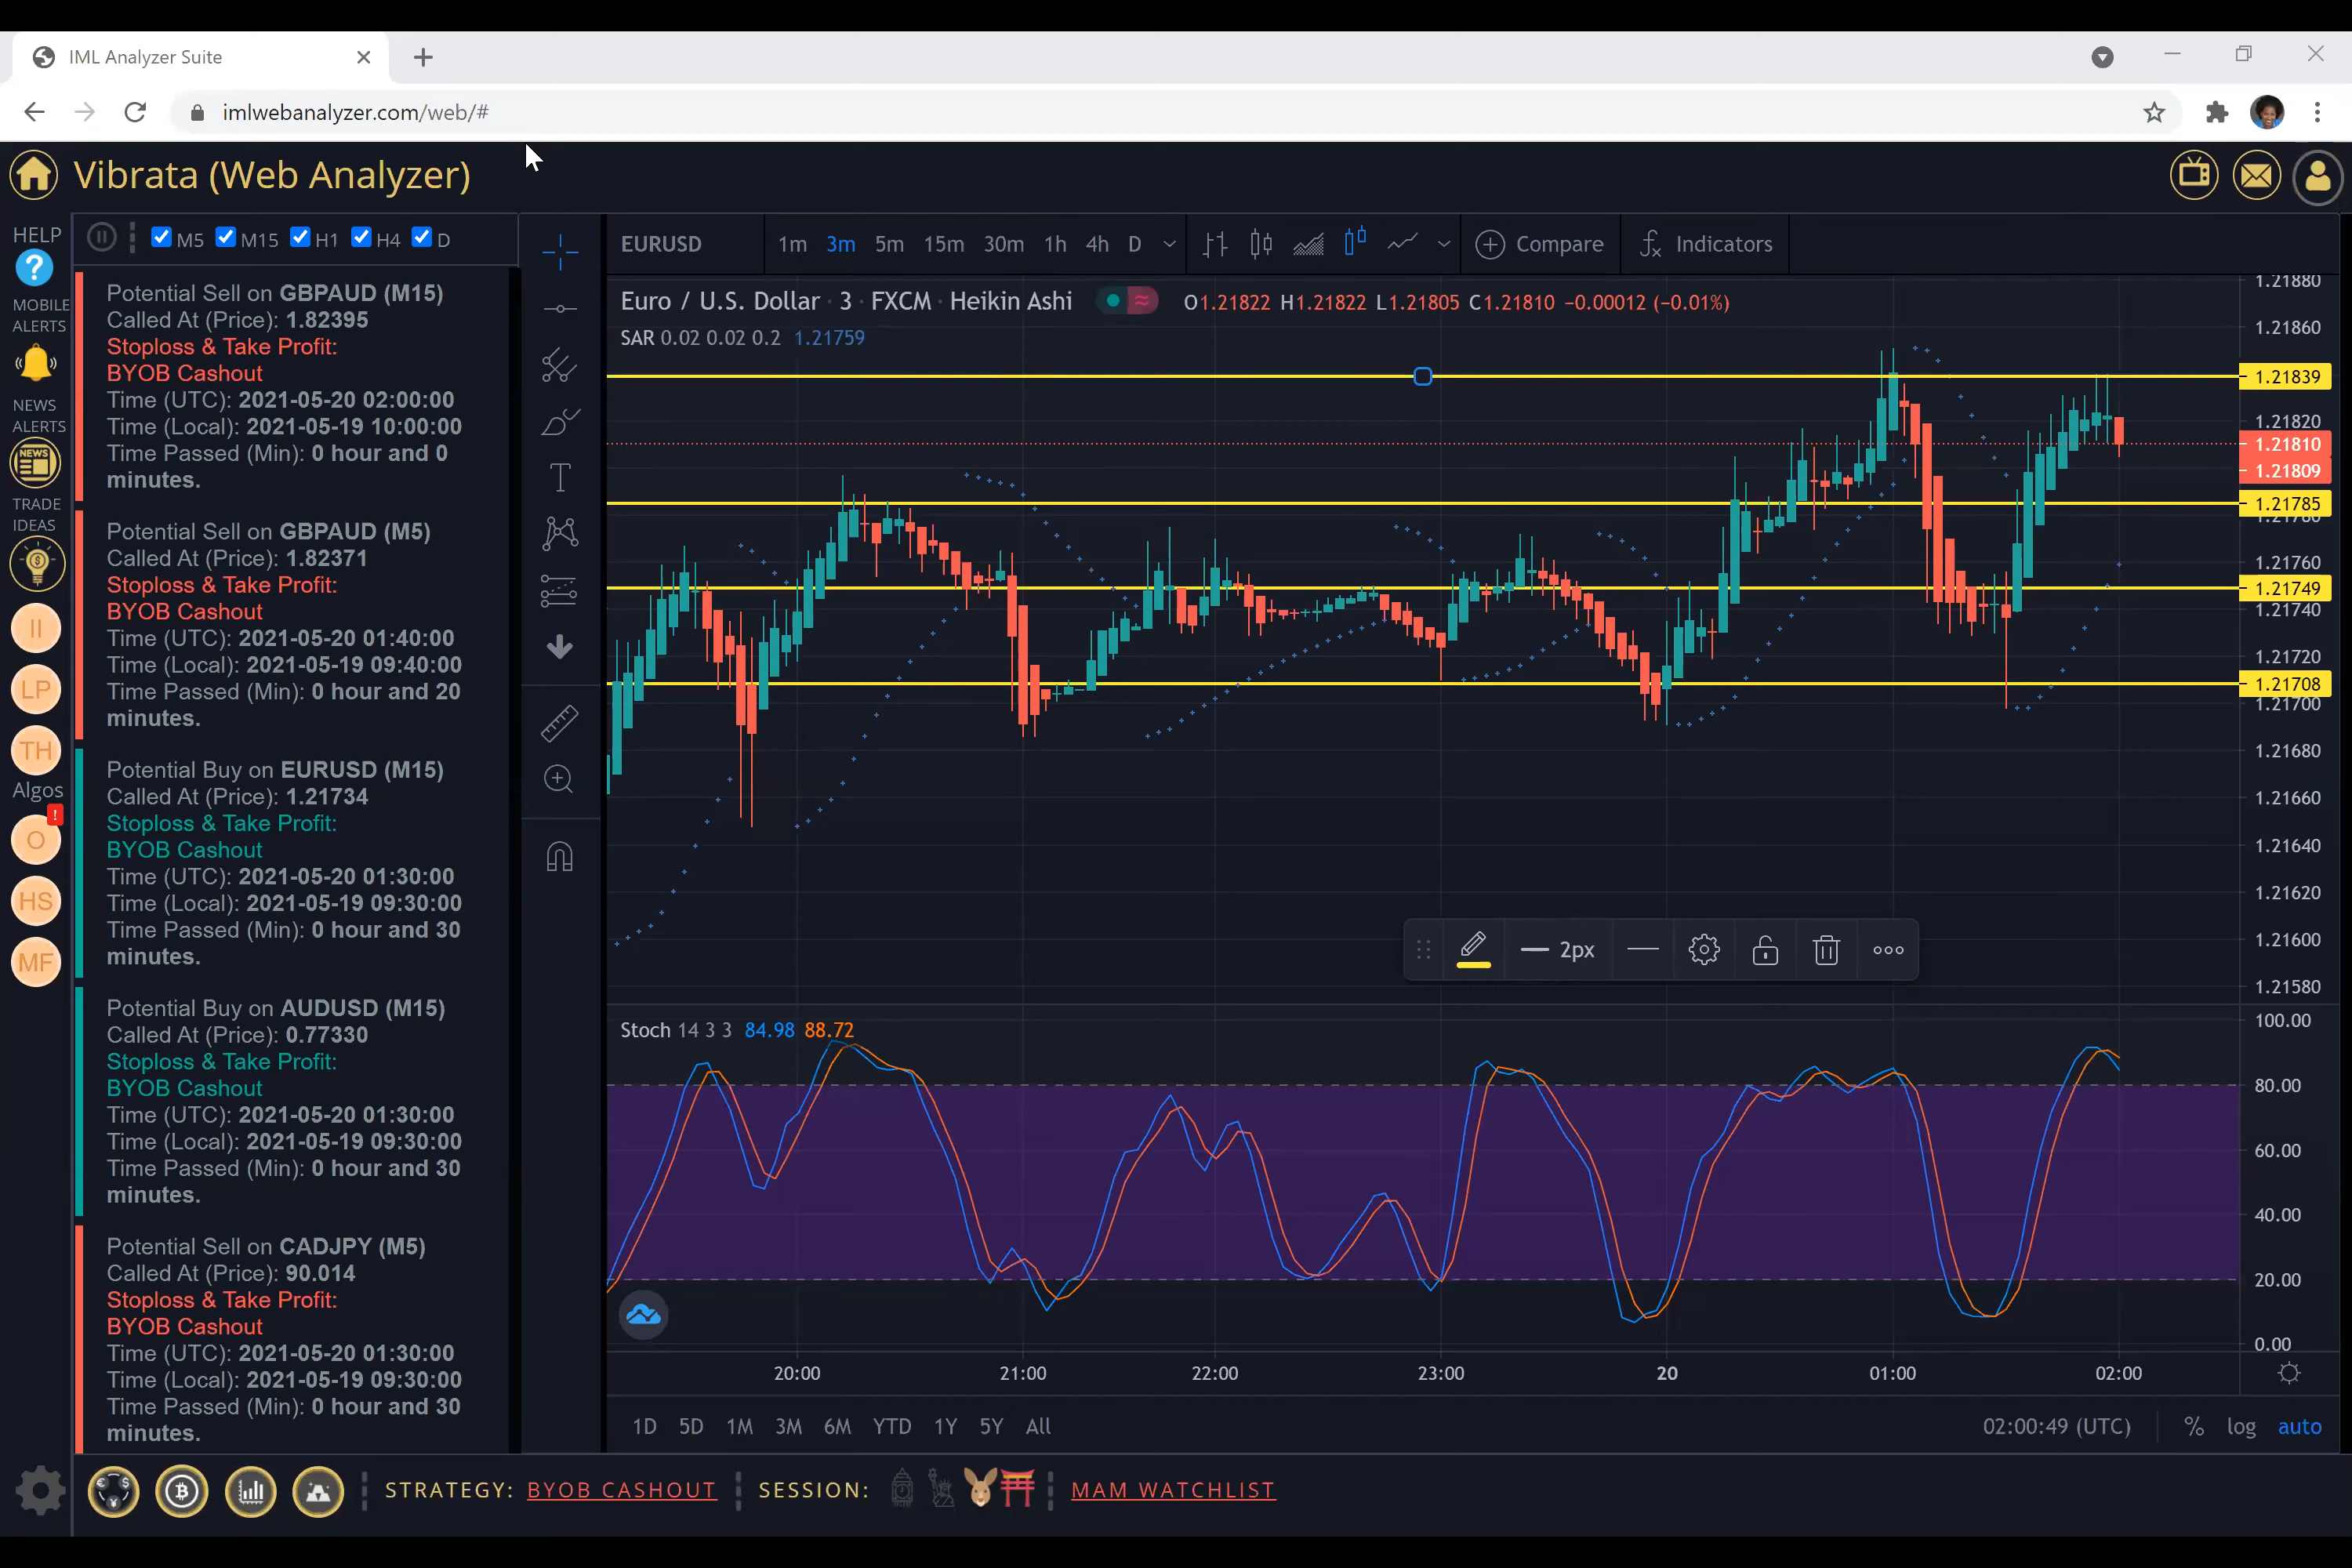 IML Analyzer Suite
imlwebanalyzer.com/web/#
Vibrata (Web Analyzer)
HELP
?
MOBILE
ALERTS
NEWS
ALERTS
NEWS
TRADE
IDEAS
II
LP
TH
Algos
!
O
HS
MF
M5 M15 H1 H4 D
Potential Sell on GBPAUD (M15)
Called At (Price): 1.82395
Stoploss & Take Profit:
BYOB Cashout
Time (UTC): 2021-05-20 02:00:00
Time (Local): 2021-05-19 10:00:00
Time Passed (Min): 0 hour and 0
minutes.
Potential Sell on GBPAUD (M5)
Called At (Price): 1.82371
Stoploss & Take Profit:
BYOB Cashout
Time (UTC): 2021-05-20 01:40:00
Time (Local): 2021-05-19 09:40:00
Time Passed (Min): 0 hour and 20
minutes.
Potential Buy on EURUSD (M15)
Called At (Price): 1.21734
Stoploss & Take Profit:
BYOB Cashout
Time (UTC): 2021-05-20 01:30:00
Time (Local): 2021-05-19 09:30:00
Time Passed (Min): 0 hour and 30
minutes.
Potential Buy on AUDUSD (M15)
Called At (Price): 0.77330
Stoploss & Take Profit:
BYOB Cashout
Time (UTC): 2021-05-20 01:30:00
Time (Local): 2021-05-19 09:30:00
Time Passed (Min): 0 hour and 30
minutes.
Potential Sell on CADJPY (M5)
Called At (Price): 90.014
Stoploss & Take Profit:
BYOB Cashout
Time (UTC): 2021-05-20 01:30:00
Time (Local): 2021-05-19 09:30:00
Time Passed (Min): 0 hour and 30
minutes.
EURUSD 1m 3m 5m 15m 30m 1h 4h D Compare Indicators
Euro / U.S. Dollar · 3 · FXCM · Heikin Ashi O1.21822 H1.21822 L1.21805 C1.21810 −0.00012 (−0.01%)
SAR 0.02 0.02 0.2 1.21759
1.21880
1.21860
1.21839
1.21820
1.21810
1.21809
1.21785
1.21780
1.21760
1.21749
1.21740
1.21720
1.21708
1.21700
1.21680
1.21660
1.21640
1.21620
1.21600
1.21580
2px
Stoch 14 3 3 84.98 88.72
100.00
80.00
60.00
40.00
20.00
0.00
20:00 21:00 22:00 23:00 20 01:00 02:00
1D 5D 1M 3M 6M YTD 1Y 5Y All 02:00:49 (UTC) % log auto
STRATEGY: BYOB CASHOUT SESSION: MAM WATCHLIST